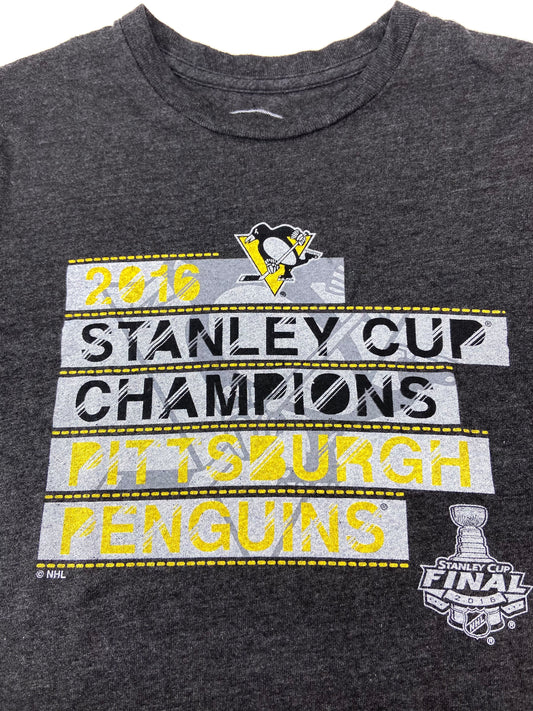 2016
STANLEY CUP®
CHAMPIONS
PITTSBURGH
PENGUINS®
© NHL
STANLEY CUP
FINAL
2016
NHL
®
®